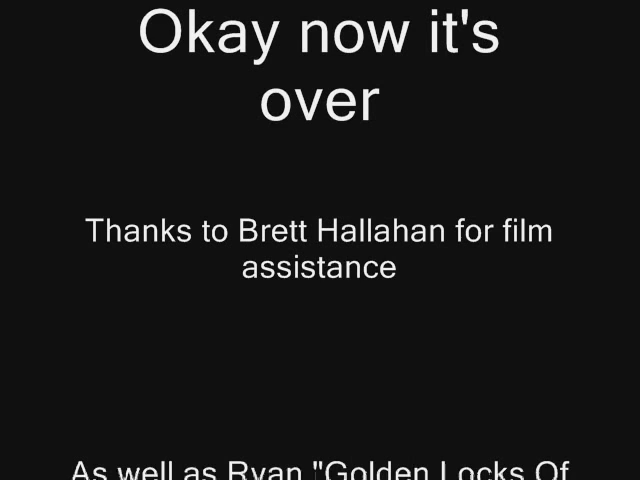 Okay now it's
over
Thanks to Brett Hallahan for film
assistance
As well as Ryan "Golden Locks Of